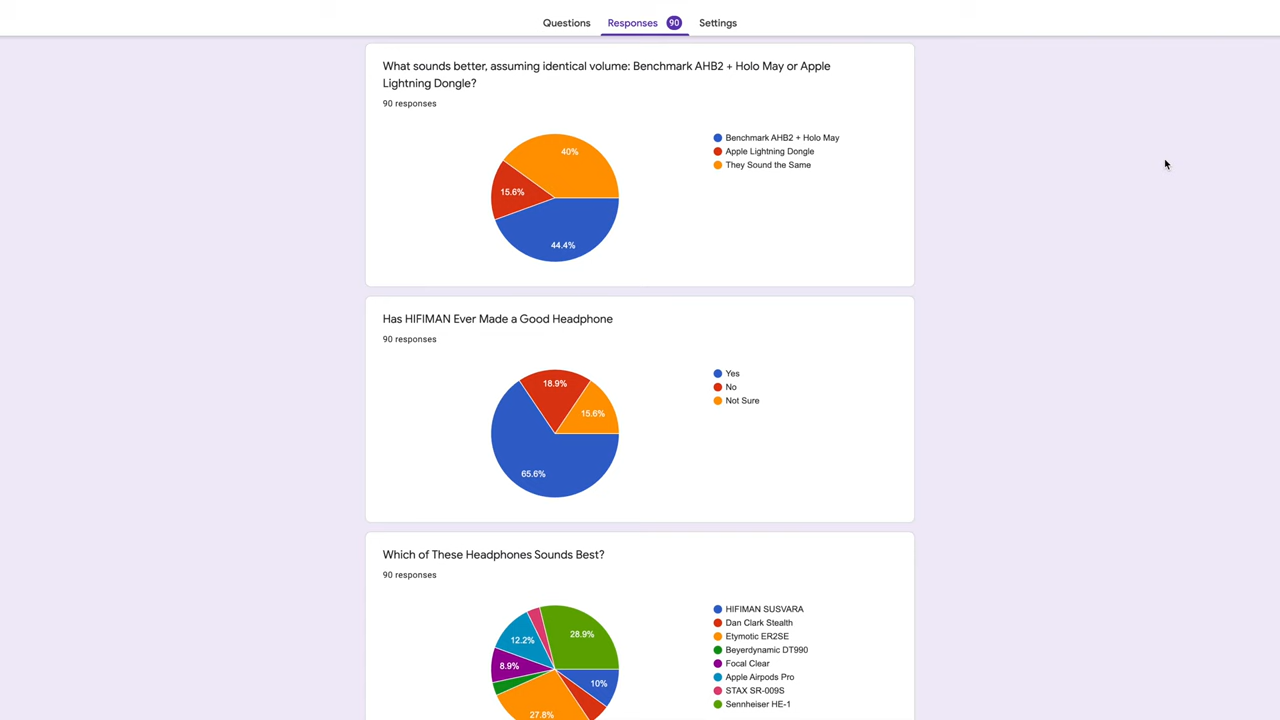 Questions
Responses 90
Settings
What sounds better, assuming identical volume: Benchmark AHB2 + Holo May or Apple
Lightning Dongle?
90 responses
40%
15.6%
44.4%
Benchmark AHB2 + Holo May
Apple Lightning Dongle
They Sound the Same
Has HIFIMAN Ever Made a Good Headphone
90 responses
18.9%
15.6%
65.6%
Yes
No
Not Sure
Which of These Headphones Sounds Best?
90 responses
28.9%
12.2%
8.9%
10%
27.8%
HIFIMAN SUSVARA
Dan Clark Stealth
Etymotic ER2SE
Beyerdynamic DT990
Focal Clear
Apple Airpods Pro
STAX SR-009S
Sennheiser HE-1